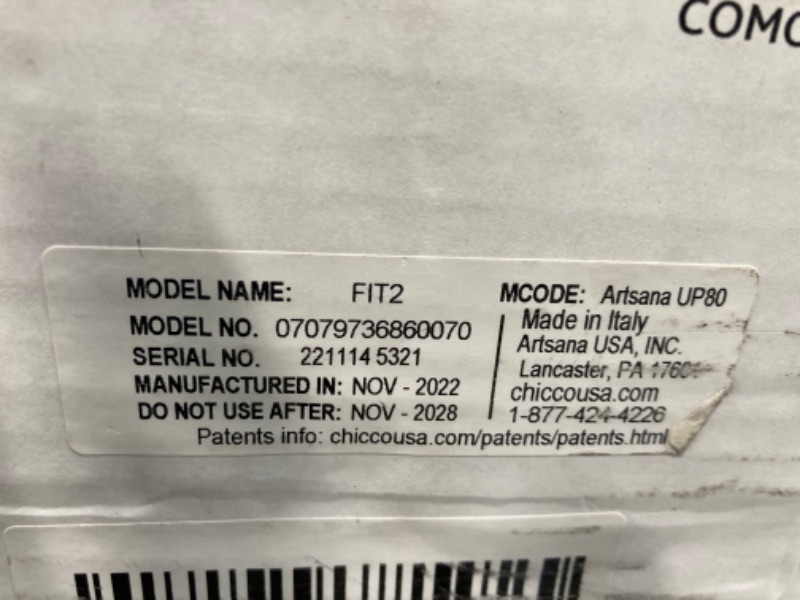 MODEL NAME: FIT2
MODEL NO. 07079736860070
SERIAL NO. 221114 5321
MANUFACTURED IN: NOV - 2022
DO NOT USE AFTER: NOV - 2028
MCODE: Artsana UP80
Made in Italy
Artsana USA, INC.
Lancaster, PA
chiccousa.com
1-877-424-4226
Patents info: chiccousa.com/patents/patents.html